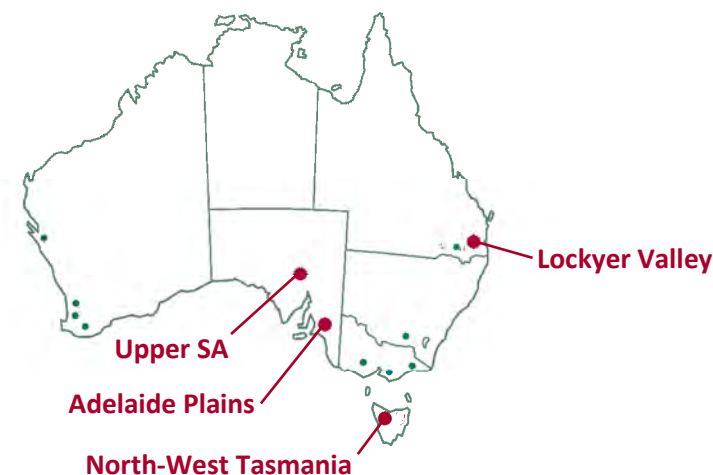 Lockyer Valley
Upper SA
Adelaide Plains
North-West Tasmania